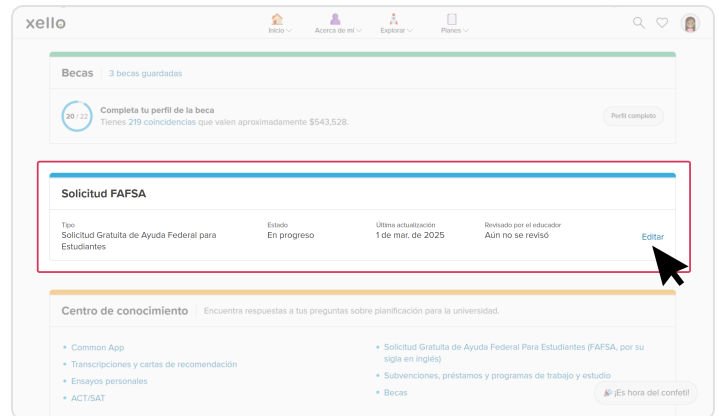 xello
Inicio
Acerca de mí
Explorar
Planes
Becas
3 becas guardadas
20 / 22
Completa tu perfil de la beca
Tienes 219 coincidencias que valen aproximadamente $543,528.
Perfil completo
Solicitud FAFSA
Tipo
Solicitud Gratuita de Ayuda Federal para
Estudiantes
Estado
En progreso
Última actualización
1 de mar. de 2025
Revisado por el educador
Aún no se revisó
Editar
Centro de conocimiento
Encuentra respuestas a tus preguntas sobre planificación para la universidad.
• Common App
• Transcripciones y cartas de recomendación
• Ensayos personales
• ACT/SAT
• Solicitud Gratuita de Ayuda Federal Para Estudiantes (FAFSA, por su
sigla en inglés)
• Subvenciones, préstamos y programas de trabajo y estudio
• Becas
🎉 ¡Es hora del confeti!